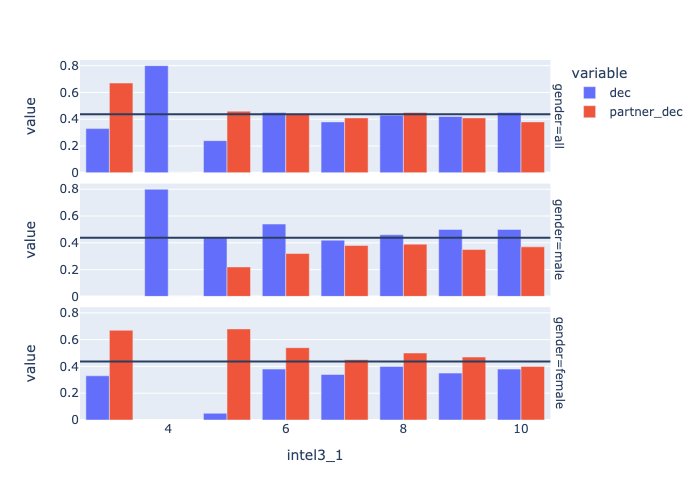 variable
dec
partner_dec
value
0.8
0.6
0.4
0.2
0
gender=all
value
0.8
0.6
0.4
0.2
0
gender=male
value
0.8
0.6
0.4
0.2
0
gender=female
4 6 8 10
intel3_1